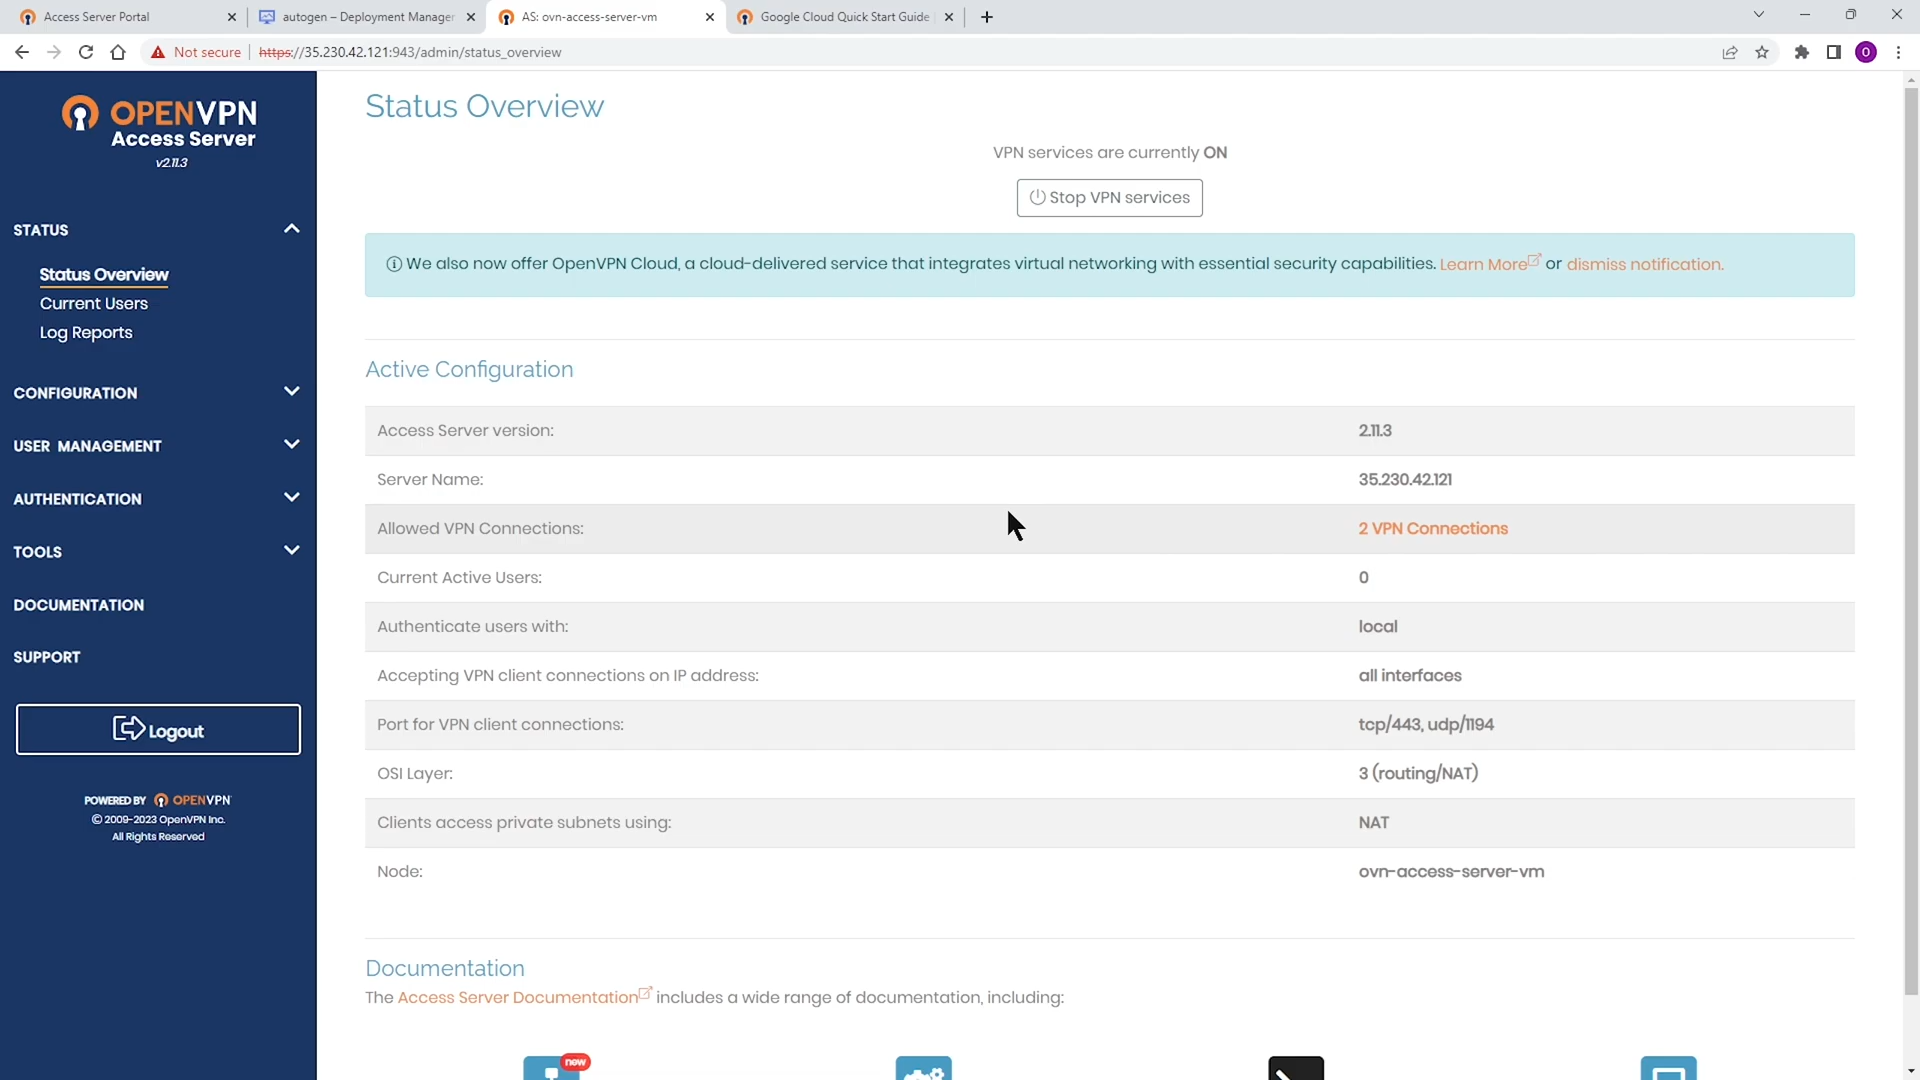 Access Server Portal
autogen – Deployment Manager
AS: ovn-access-server-vm
Google Cloud Quick Start Guide
Not secure
https://35.230.42.121:943/admin/status_overview
O
OPENVPN
Access Server
v2.11.3
STATUS
Status Overview
Current Users
Log Reports
CONFIGURATION
USER MANAGEMENT
AUTHENTICATION
TOOLS
DOCUMENTATION
SUPPORT
Logout
POWERED BY OPENVPN
© 2009-2023 OpenVPN Inc.
All Rights Reserved
Status Overview
VPN services are currently ON
Stop VPN services
We also now offer OpenVPN Cloud, a cloud-delivered service that integrates virtual networking with essential security capabilities. Learn More or dismiss notification.
Active Configuration
Access Server version: 2.11.3
Server Name: 35.230.42.121
Allowed VPN Connections: 2 VPN Connections
Current Active Users: 0
Authenticate users with: local
Accepting VPN client connections on IP address: all interfaces
Port for VPN client connections: tcp/443, udp/1194
OSI Layer: 3 (routing/NAT)
Clients access private subnets using: NAT
Node: ovn-access-server-vm
Documentation
The Access Server Documentation includes a wide range of documentation, including:
new